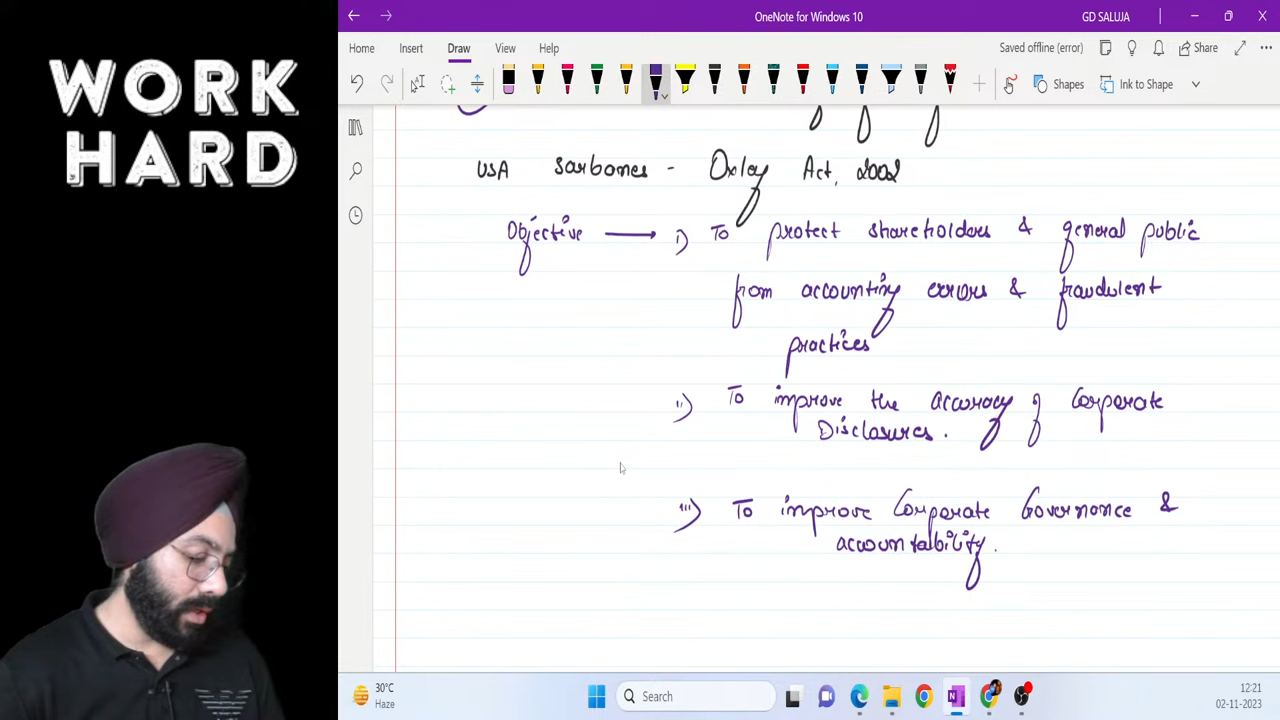 WORK
HARD
OneNote for Windows 10
GD SALUJA
Home
Insert
Draw
View
Help
Saved offline (error)
Share
Shapes
Ink to Shape
USA Sarbanes - Oxley Act, 2002
Objective → i) To protect shareholders & general public
from accounting errors & fraudulent
practices
ii) To improve the accuracy of Corporate
Disclosures.
iii) To improve Corporate Governance &
accountability.
30°C
Search
12:21
02-11-2023